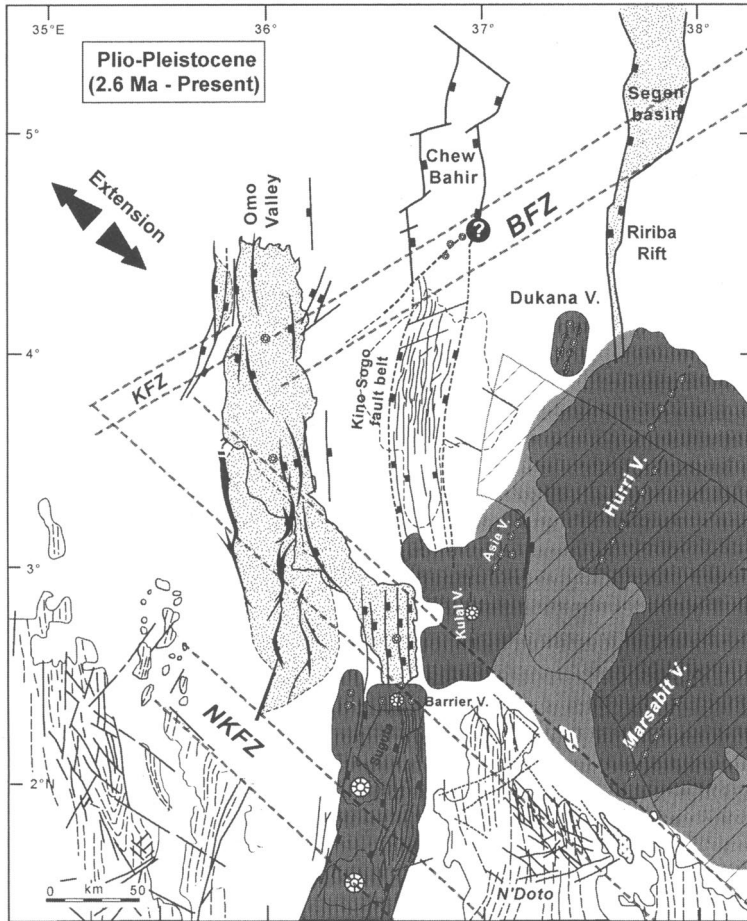 35°E
36°
37°
38°
Plio-Pleistocene
(2.6 Ma - Present)
Segen
basin
5°
Chew
Bahir
Extension
Omo
Valley
?
BFZ
Ririba
Rift
Dukana V.
4°
KFZ
Kino Sogo
fault belt
Hurri V.
Asie V.
3°
Kulal V.
Marsabit V.
Barrier V.
NKFZ
Suguta
2°N
km
0 50
N'Doto